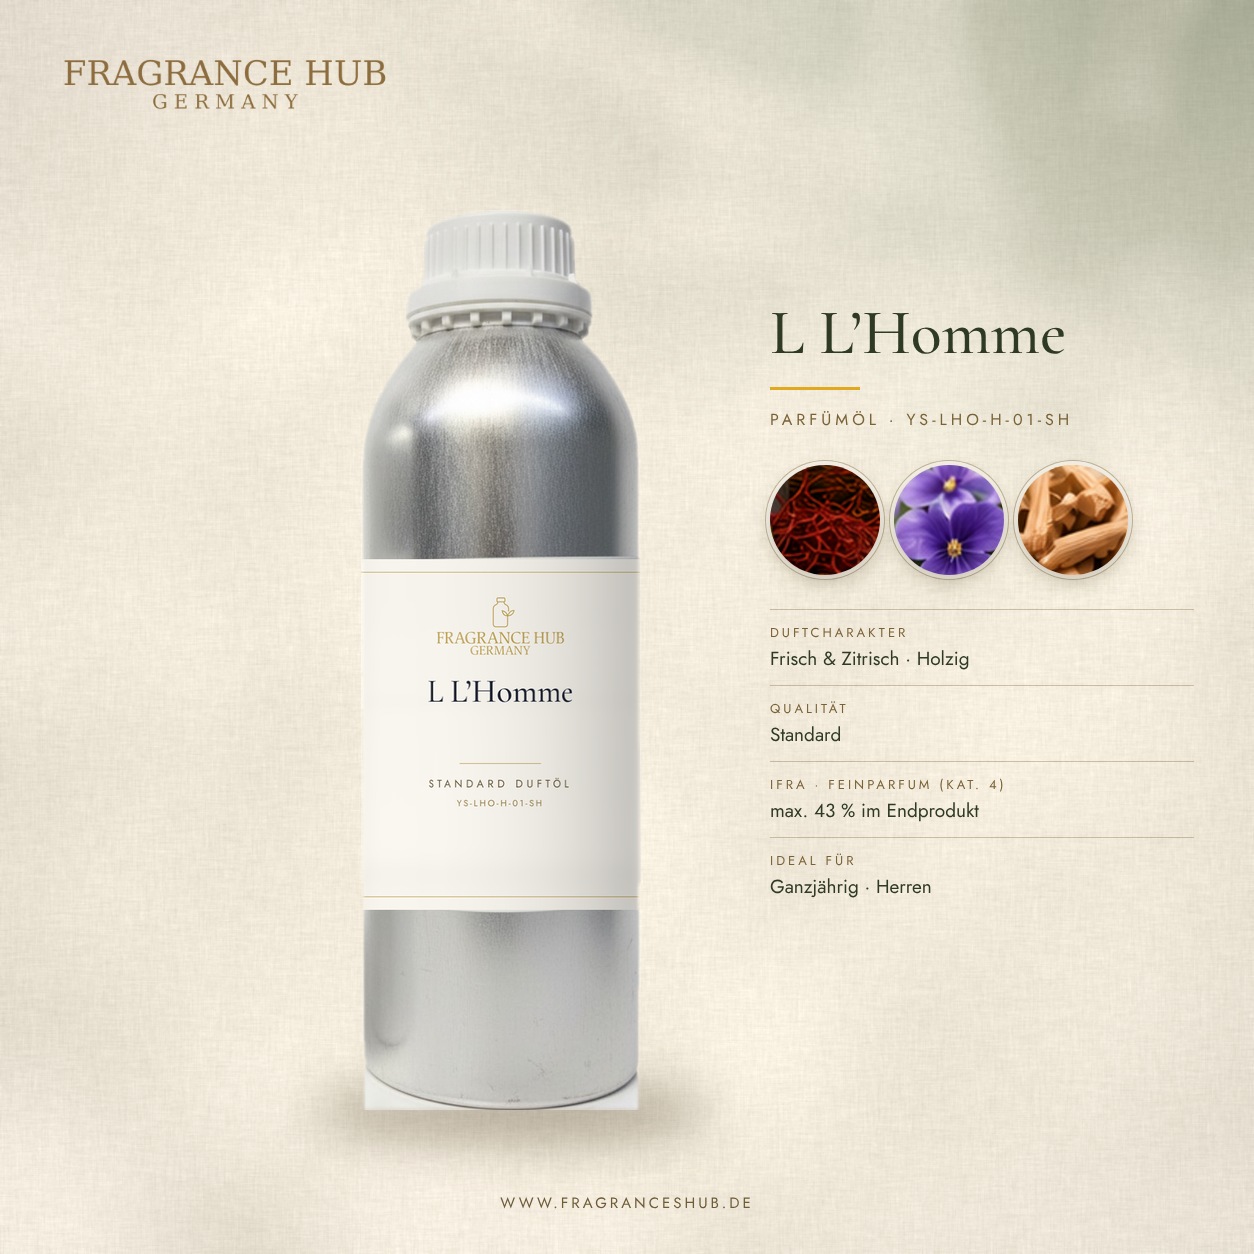 FRAGRANCE HUB
GERMANY
L L’Homme
PARFÜMÖL · YS-LHO-H-01-SH
DUFTCHARAKTER
Frisch & Zitrisch · Holzig
QUALITÄT
Standard
IFRA · FEINPARFUM (KAT. 4)
max. 43 % im Endprodukt
IDEAL FÜR
Ganzjährig · Herren
FRAGRANCE HUB
GERMANY
L L’Homme
STANDARD DUFTÖL
YS-LHO-H-01-SH
WWW.FRAGRANCESHUB.DE